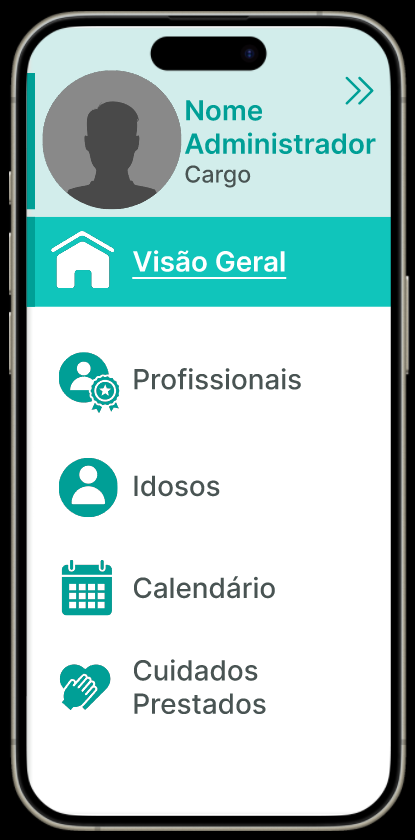 Nome
Administrador
Cargo
Visão Geral
Profissionais
Idosos
Calendário
Cuidados
Prestados